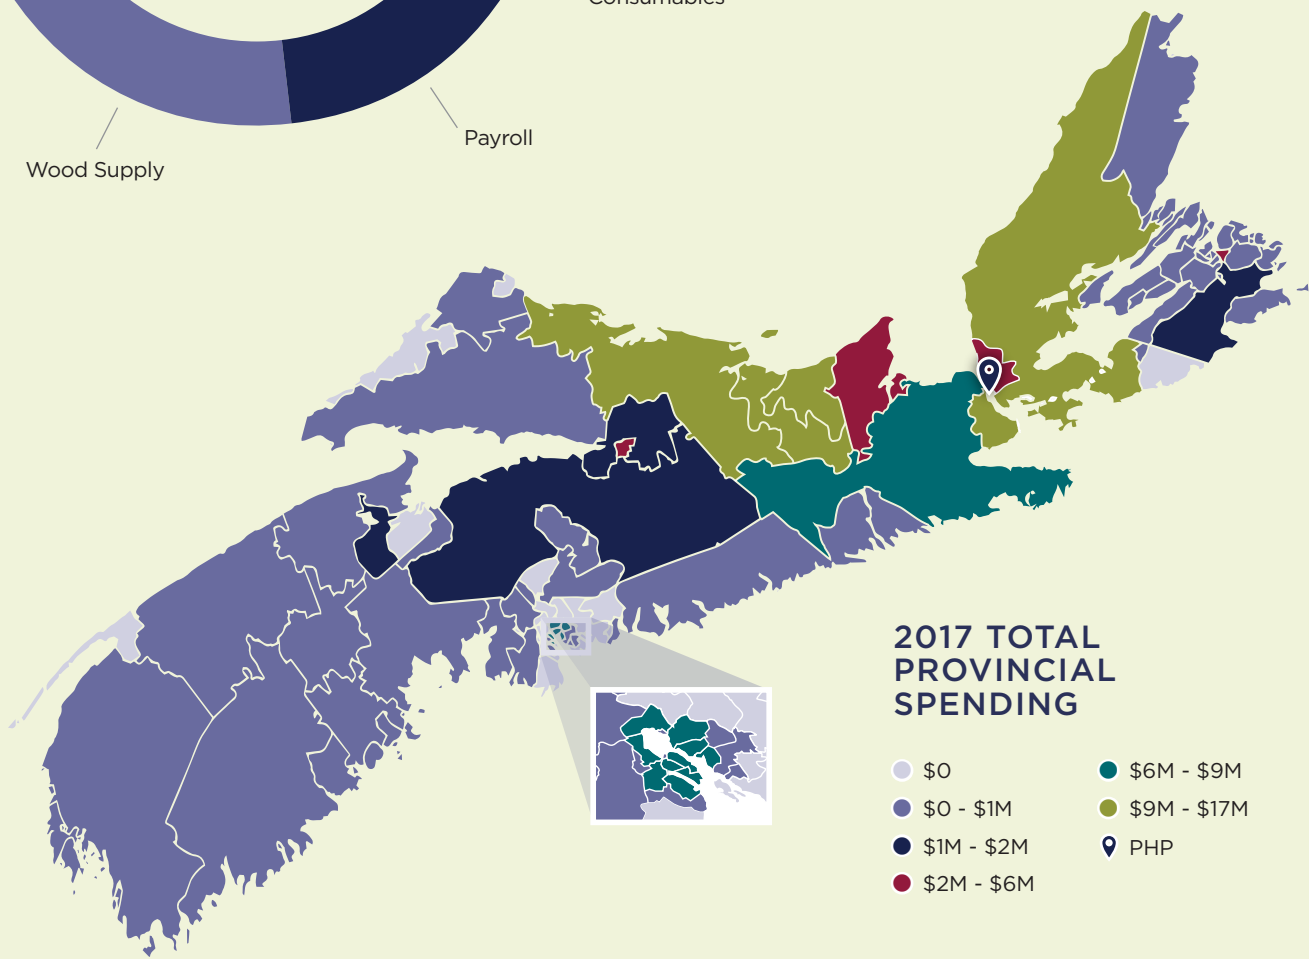 Consumables
Payroll
Wood Supply
2017 TOTAL
PROVINCIAL
SPENDING
$0
$0 - $1M
$1M - $2M
$2M - $6M
$6M - $9M
$9M - $17M
PHP